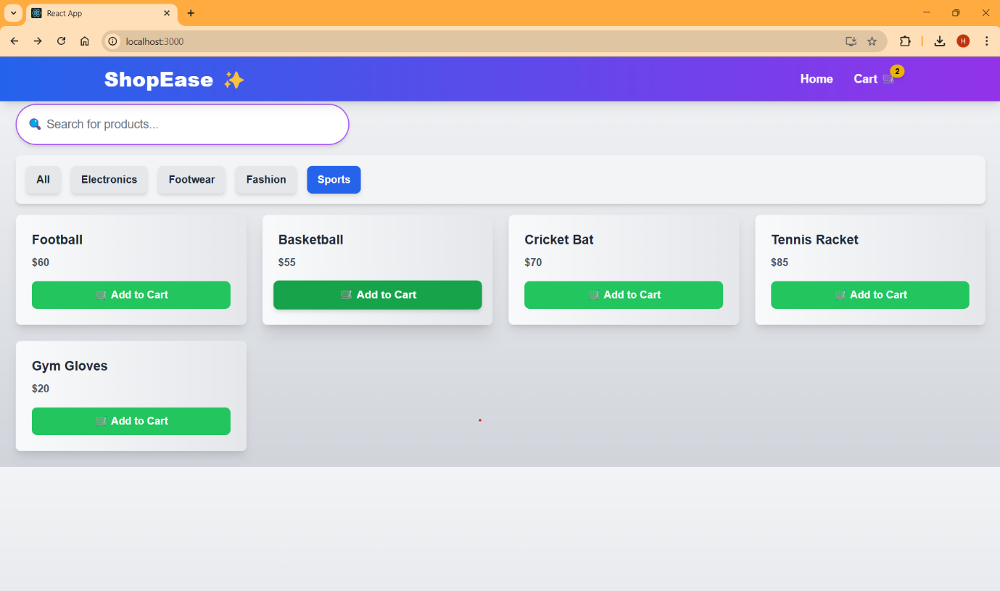 React App
localhost:3000
H
ShopEase ✨
Home Cart 🛒 2
🔍 Search for products...
All Electronics Footwear Fashion Sports
Football Basketball Cricket Bat Tennis Racket
$60 $55 $70 $85
🛒 Add to Cart 🛒 Add to Cart 🛒 Add to Cart 🛒 Add to Cart
Gym Gloves
$20
🛒 Add to Cart